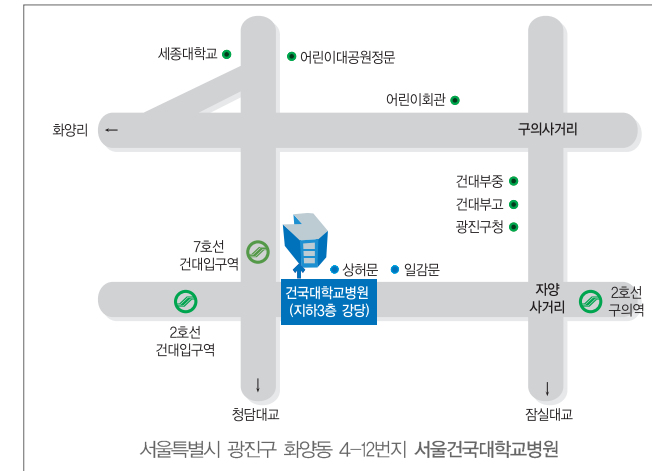 세종대학교
어린이대공원정문
어린이회관
화양리
←
구의사거리
건대부중
건대부고
광진구청
7호선
건대입구역
상허문
일감문
건국대학교병원
(지하3층 강당)
자양
사거리
2호선
구의역
2호선
건대입구역
↓
↓
청담대교
잠실대교
서울특별시 광진구 화양동 4-12번지 서울건국대학교병원